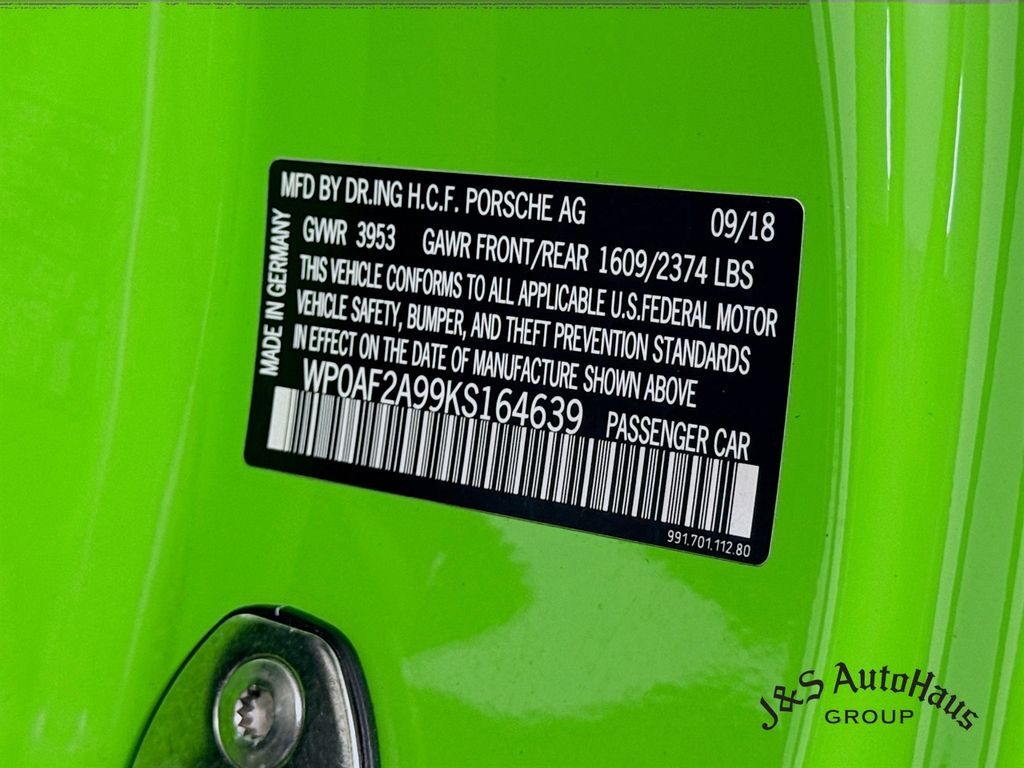 MFD BY DR.ING H.C.F. PORSCHE AG 09/18
GVWR 3953 GAWR FRONT/REAR 1609/2374 LBS
THIS VEHICLE CONFORMS TO ALL APPLICABLE U.S.FEDERAL MOTOR
VEHICLE SAFETY, BUMPER, AND THEFT PREVENTION STANDARDS
IN EFFECT ON THE DATE OF MANUFACTURE SHOWN ABOVE
WP0AF2A99KS164639 PASSENGER CAR
991.701.112.80
MADE IN GERMANY
J&S AutoHaus
GROUP